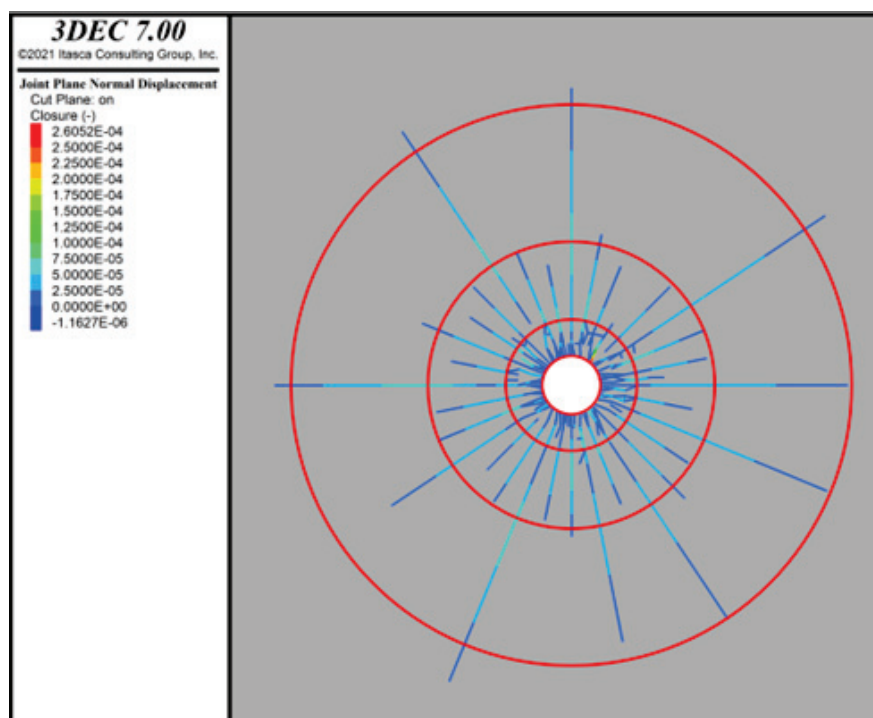 3DEC 7.00
©2021 Itasca Consulting Group, Inc.
Joint Plane Normal Displacement
Cut Plane: on
Closure (-)
2.6052E-04
2.5000E-04
2.2500E-04
2.0000E-04
1.7500E-04
1.5000E-04
1.2500E-04
1.0000E-04
7.5000E-05
5.0000E-05
2.5000E-05
0.0000E+00
-1.1627E-06